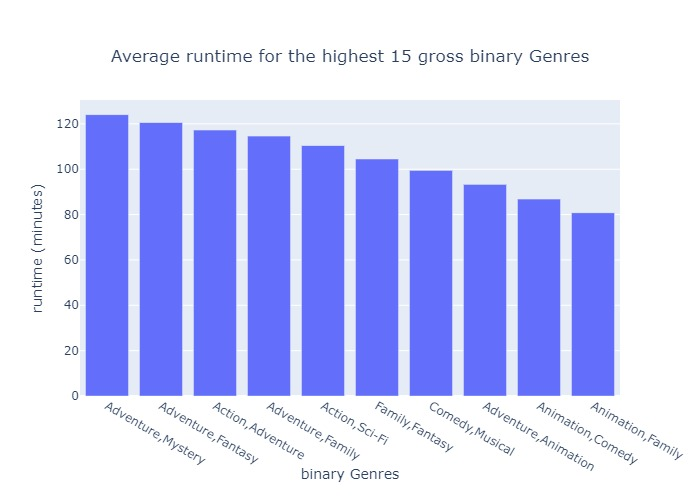 Average runtime for the highest 15 gross binary Genres
runtime (minutes)
120
100
80
60
40
20
0
Adventure,Mystery
Adventure,Fantasy
Action,Adventure
Adventure,Family
Action,Sci-Fi
Family,Fantasy
Comedy,Musical
Adventure,Animation
Animation,Comedy
Animation,Family
binary Genres